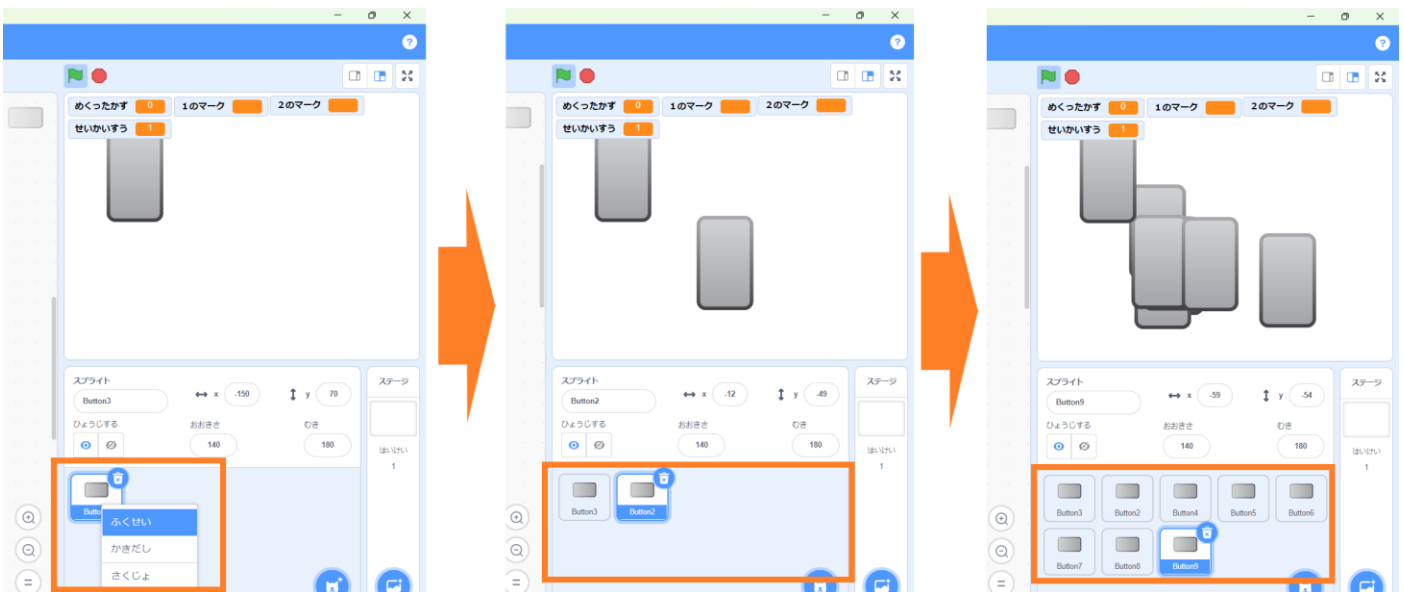 めくったかず 0 1のマーク 2のマーク
せいかいすう 1
スプライト
Button3 x -150 y 70
ひょうじする おおきさ むき
140 180
ステージ
はいけい
1
ふくせい
かきだし
さくじょ
めくったかず 0 1のマーク 2のマーク
せいかいすう 1
スプライト
Button2 x -12 y -49
ひょうじする おおきさ むき
140 180
ステージ
はいけい
1
Button3 Button2
めくったかず 0 1のマーク 2のマーク
せいかいすう 1
スプライト
Button9 x -59 y -54
ひょうじする おおきさ むき
140 180
ステージ
はいけい
1
Button3 Button2 Button4 Button5 Button6
Button7 Button8 Button9